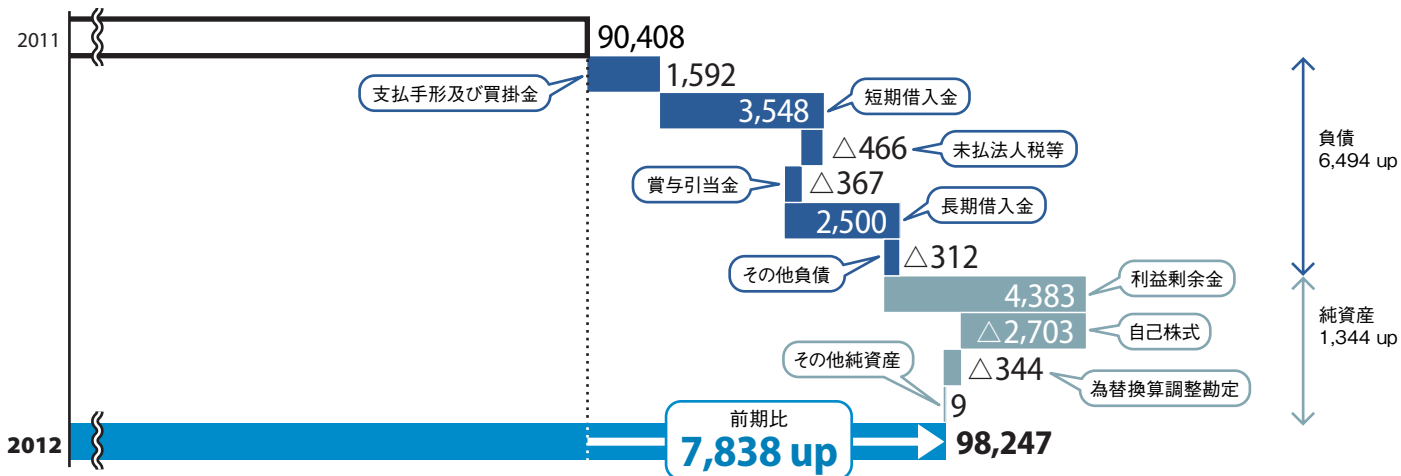 2011
90,408
支払手形及び買掛金
1,592
3,548
短期借入金
△466
未払法人税等
賞与引当金
△367
2,500
長期借入金
その他負債
△312
負債
6,494 up
4,383
利益剰余金
△2,703
自己株式
その他純資産
△344
為替換算調整勘定
9
純資産
1,344 up
2012
前期比
7,838 up
98,247